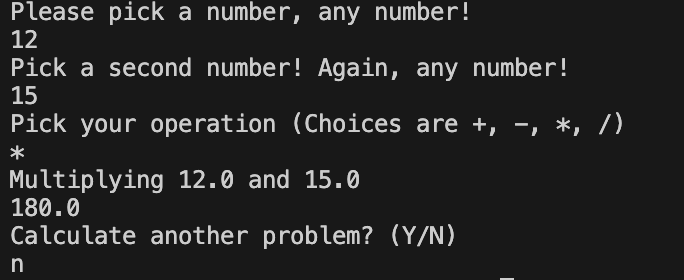 Please pick a number, any number!
12
Pick a second number! Again, any number!
15
Pick your operation (Choices are +, -, *, /)
*
Multiplying 12.0 and 15.0
180.0
Calculate another problem? (Y/N)
n